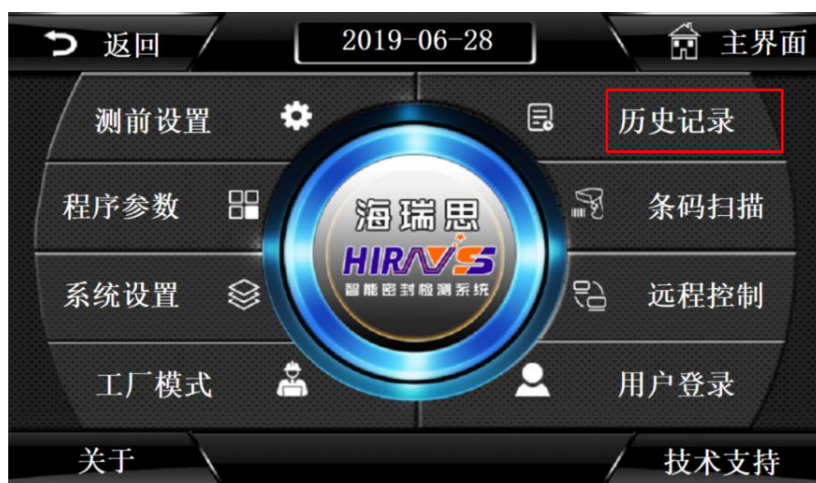 返回
2019-06-28
主界面
测前设置
历史记录
程序参数
条码扫描
海瑞思
HIRAYS
智能密封检测系统
系统设置
远程控制
工厂模式
用户登录
关于
技术支持